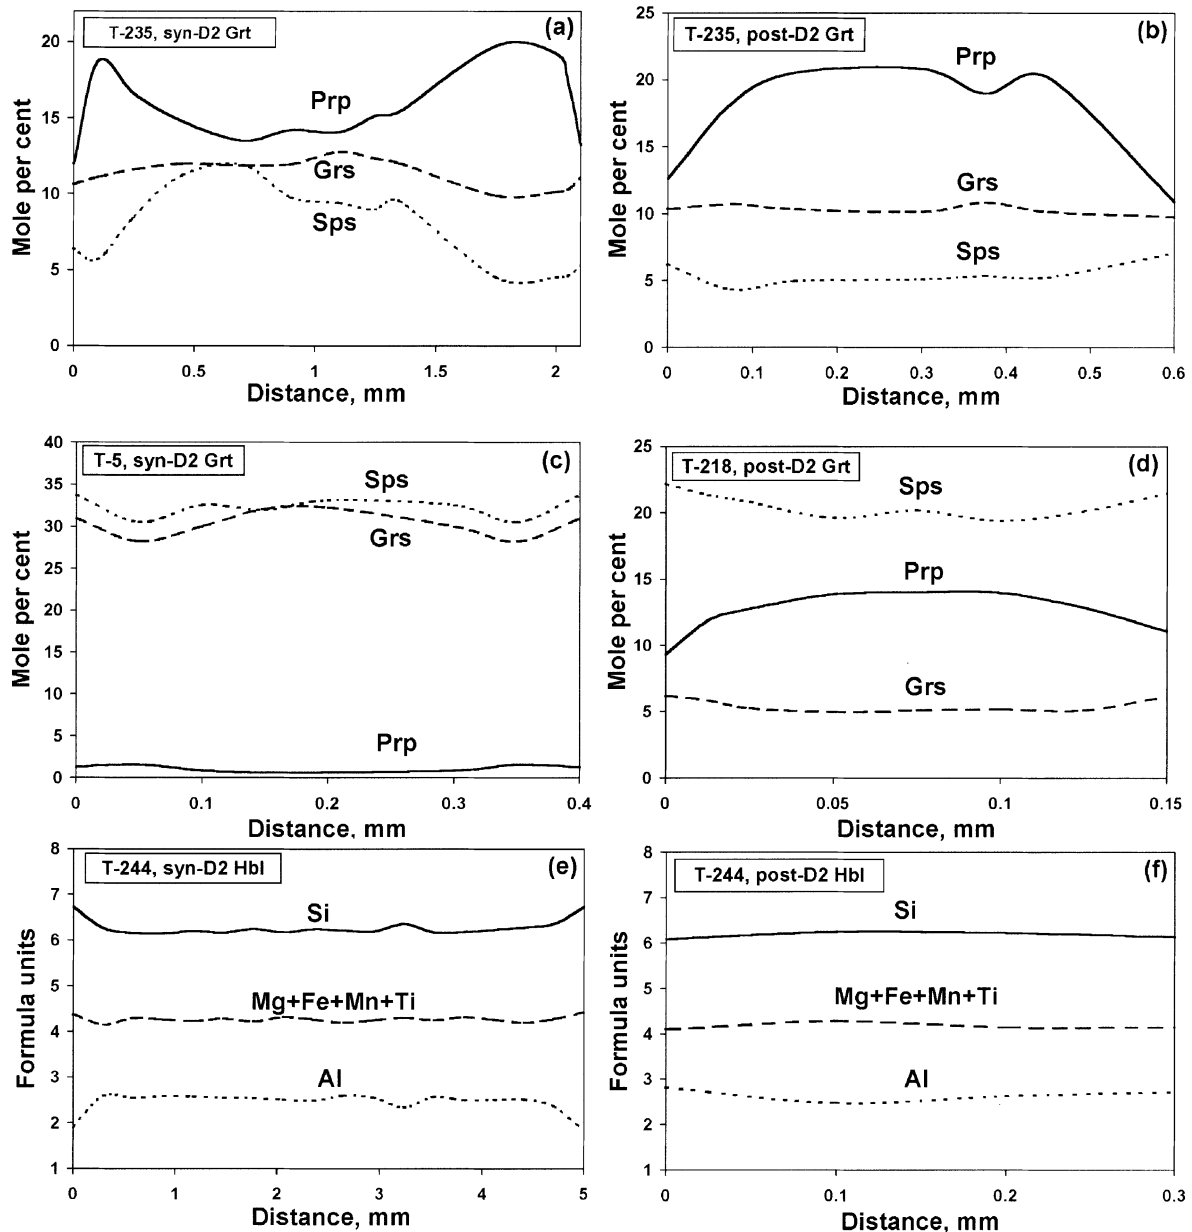 T-235, syn-D2 Grt
(a)
20
15
10
5
0
Mole per cent
Prp
Grs
Sps
0 0.5 1 1.5 2
Distance, mm
T-235, post-D2 Grt
(b)
25
20
15
10
5
0
Mole per cent
Prp
Grs
Sps
0 0.1 0.2 0.3 0.4 0.5 0.6
Distance, mm
T-5, syn-D2 Grt
(c)
40
35
30
25
20
15
10
5
0
Mole per cent
Sps
Grs
Prp
0 0.1 0.2 0.3 0.4
Distance, mm
T-218, post-D2 Grt
(d)
25
20
15
10
5
0
Mole per cent
Sps
Prp
Grs
0 0.05 0.1 0.15
Distance, mm
T-244, syn-D2 Hbl
(e)
8
7
6
5
4
3
2
1
Formula units
Si
Mg+Fe+Mn+Ti
Al
0 1 2 3 4 5
Distance, mm
T-244, post-D2 Hbl
(f)
8
7
6
5
4
3
2
1
Formula units
Si
Mg+Fe+Mn+Ti
Al
0 0.1 0.2 0.3
Distance, mm